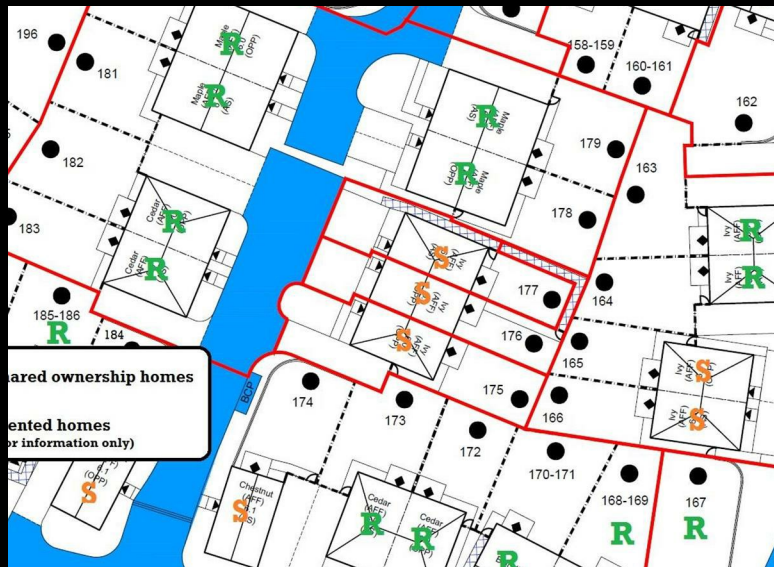 196
181
182
183
185-186
R
184
Maple
(OPP)
R
Maple
R
Cedar
(AFF)
R
Cedar
(AFF)
R
158-159
160-161
162
Maple
(AS)
R
Maple
(OPP)
R
179
163
178
Ivy
(AFF)
R
Ivy
(AFF)
R
177
164
Ivy
(AFF)
S
Ivy
(AFF)
S
Ivy
(AFF)
S
176
165
175
166
Ivy
(AFF)
S
Ivy
(AFF)
S
hared ownership homes
ented homes
or information only)
BCP
174
173
172
170-171
168-169
R
167
R
(OPP)
S
Chestnut
(AFF)
S
Cedar
(AFF)
R
Cedar
(AFF)
R
R